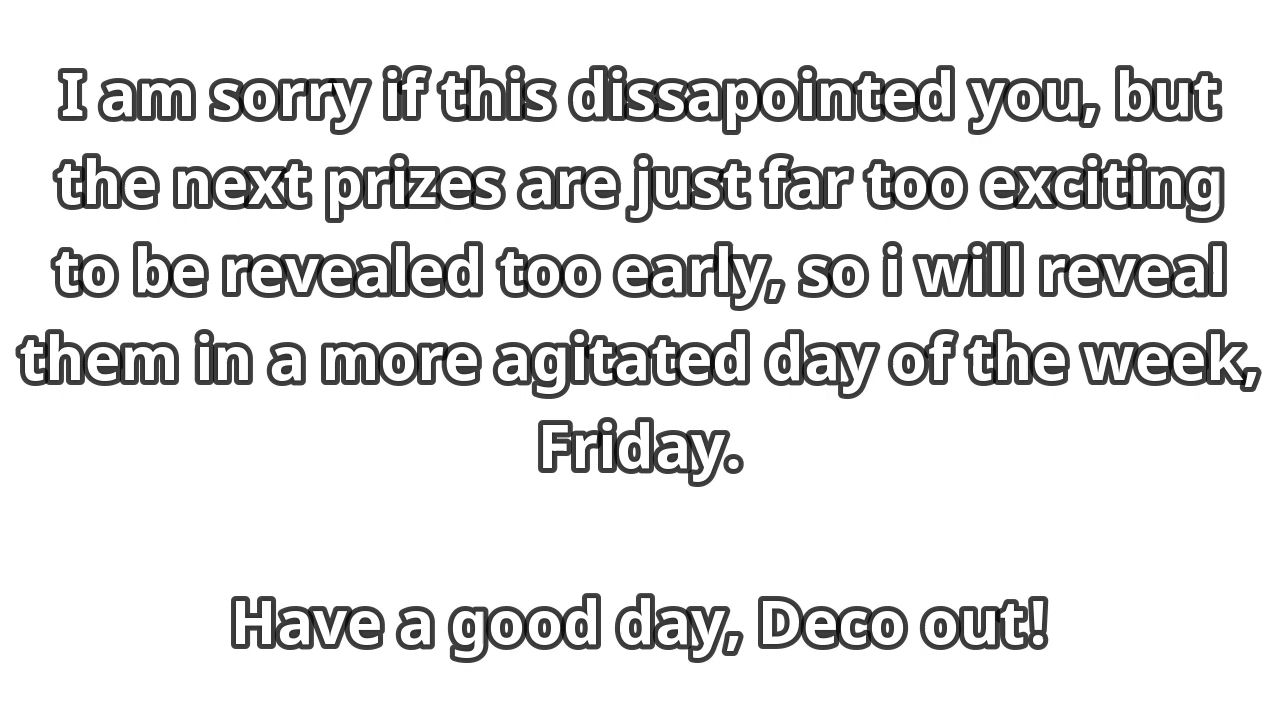 I am sorry if this dissapointed you, but
the next prizes are just far too exciting
to be revealed too early, so i will reveal
them in a more agitated day of the week,
Friday.
Have a good day, Deco out!